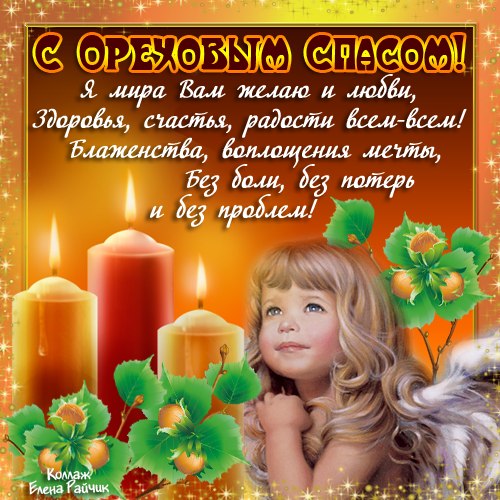 С Ореховым Спасом!
Я мира Вам желаю и любви,
Здоровья, счастья, радости всем-всем!
Блаженства, воплощения мечты,
Без боли, без потерь
и без проблем!
Коллаж
Елена Гайчик